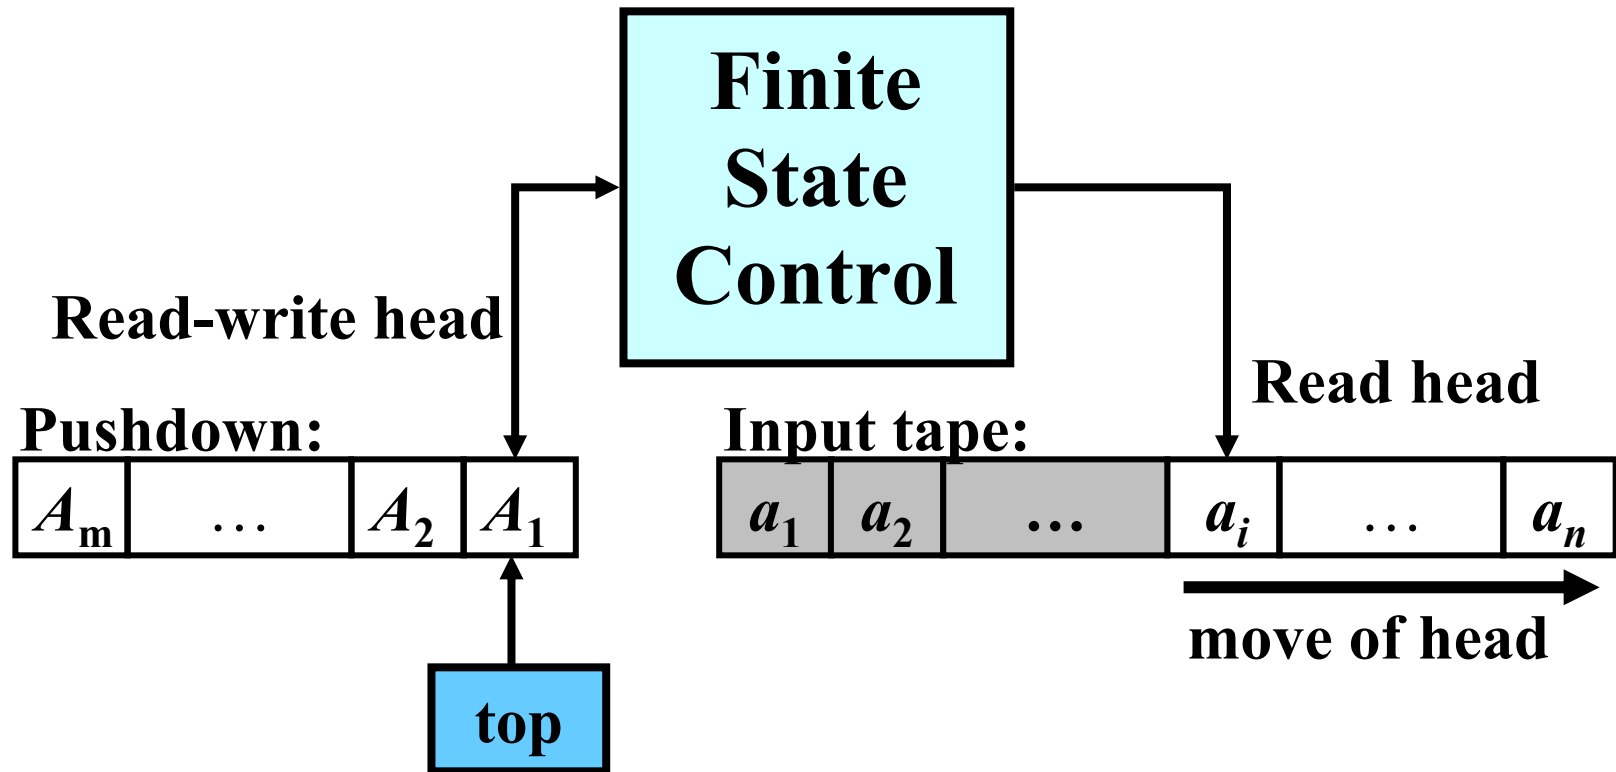 Finite
State
Control
Read-write head
Read head
Pushdown:
Input tape:
Aₘ … A₂ A₁
a₁ a₂ … aᵢ … aₙ
move of head
top